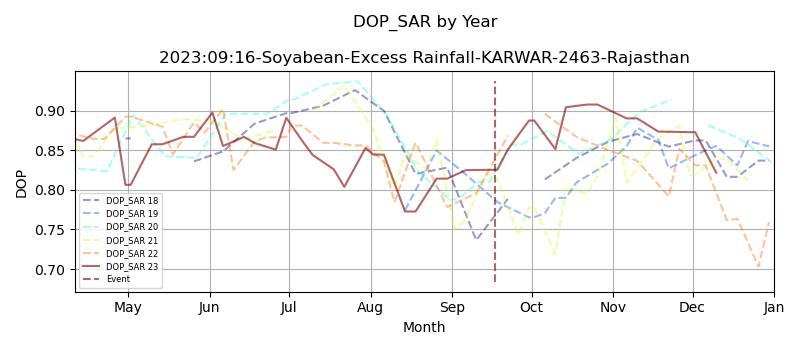 DOP_SAR by Year
2023:09:16-Soyabean-Excess Rainfall-KARWAR-2463-Rajasthan
0.90
0.85
0.80
0.75
0.70
DOP
DOP_SAR 18
DOP_SAR 19
DOP_SAR 20
DOP_SAR 21
DOP_SAR 22
DOP_SAR 23
Event
May Jun Jul Aug Sep Oct Nov Dec Jan
Month